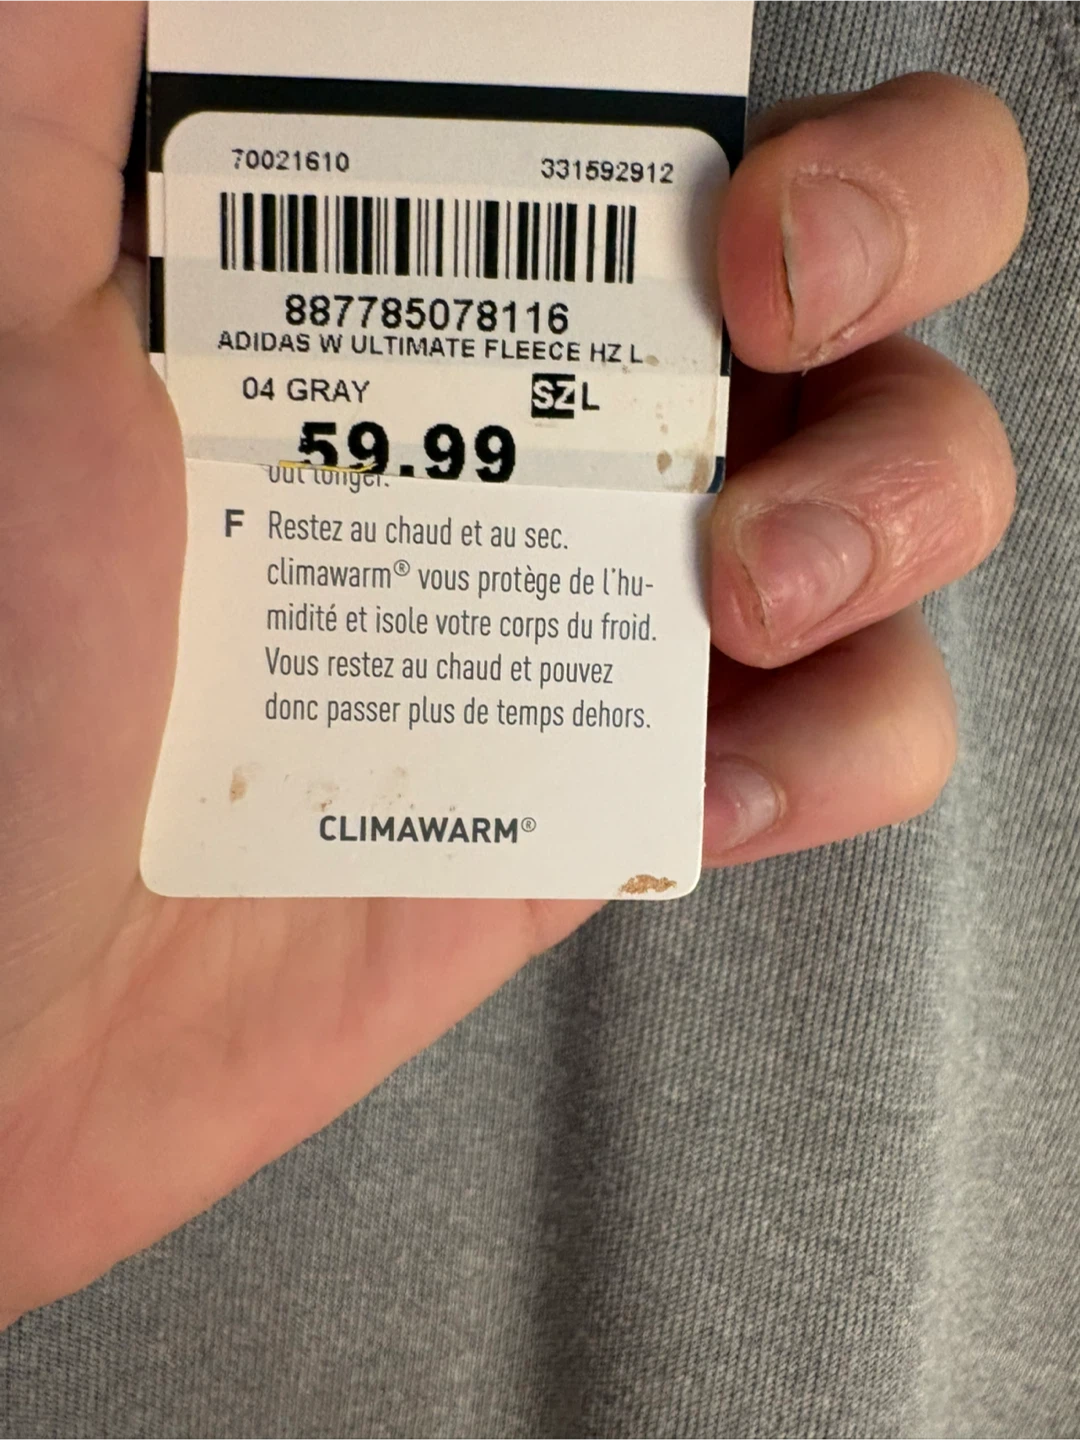 70021610 331592912
887785078116
ADIDAS W ULTIMATE FLEECE HZ L
04 GRAY SZ L
59.99
out longer.
F Restez au chaud et au sec.
climawarm® vous protège de l'hu-
midité et isole votre corps du froid.
Vous restez au chaud et pouvez
donc passer plus de temps dehors.
CLIMAWARM®